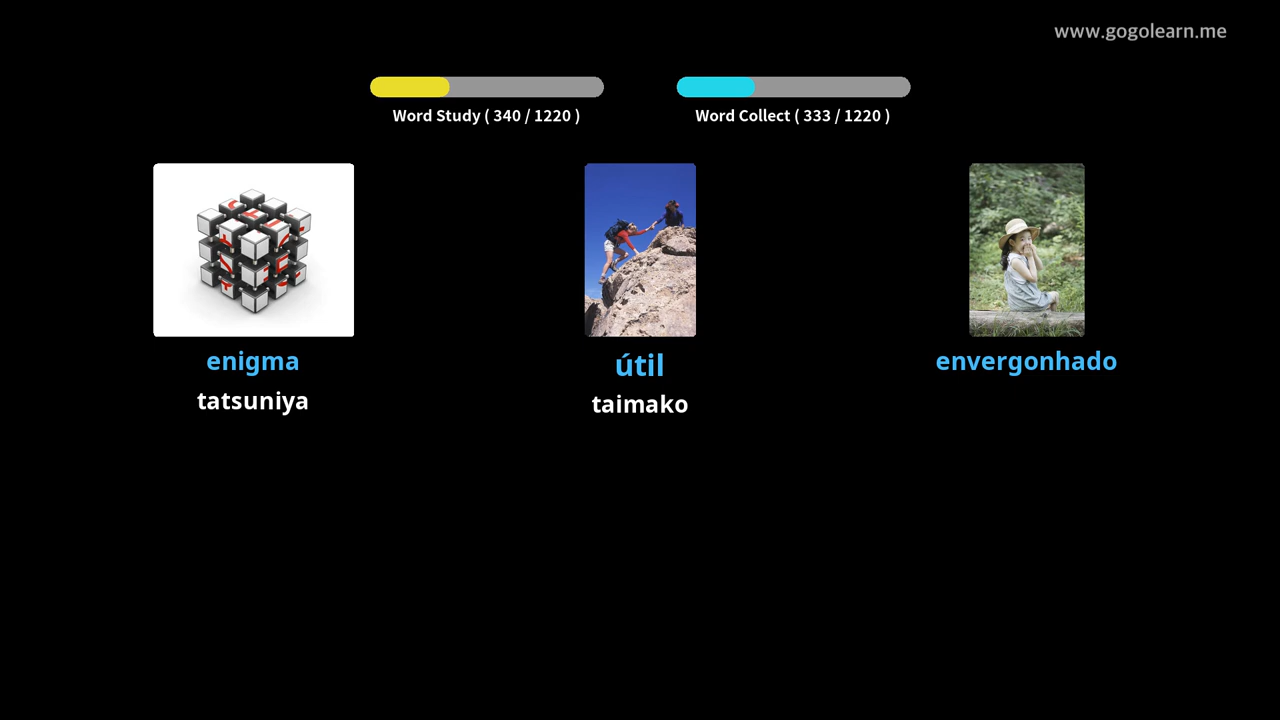 www.gogolearn.me
Word Study ( 340 / 1220 )
Word Collect ( 333 / 1220 )
enigma
tatsuniya
útil
taimako
envergonhado